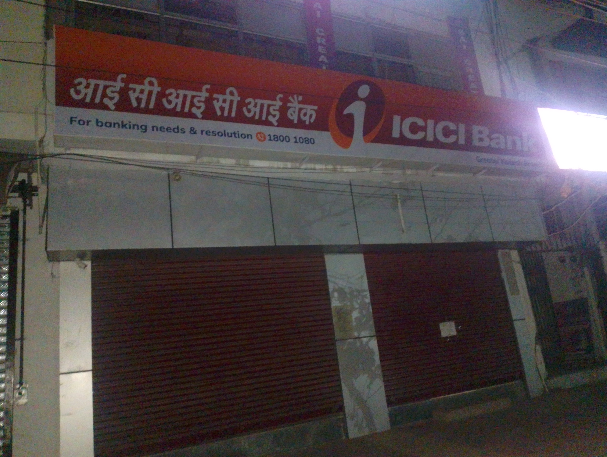 आई सी आई सी आई बैंक
ICICI Bank
For banking needs & resolution 1800 1080